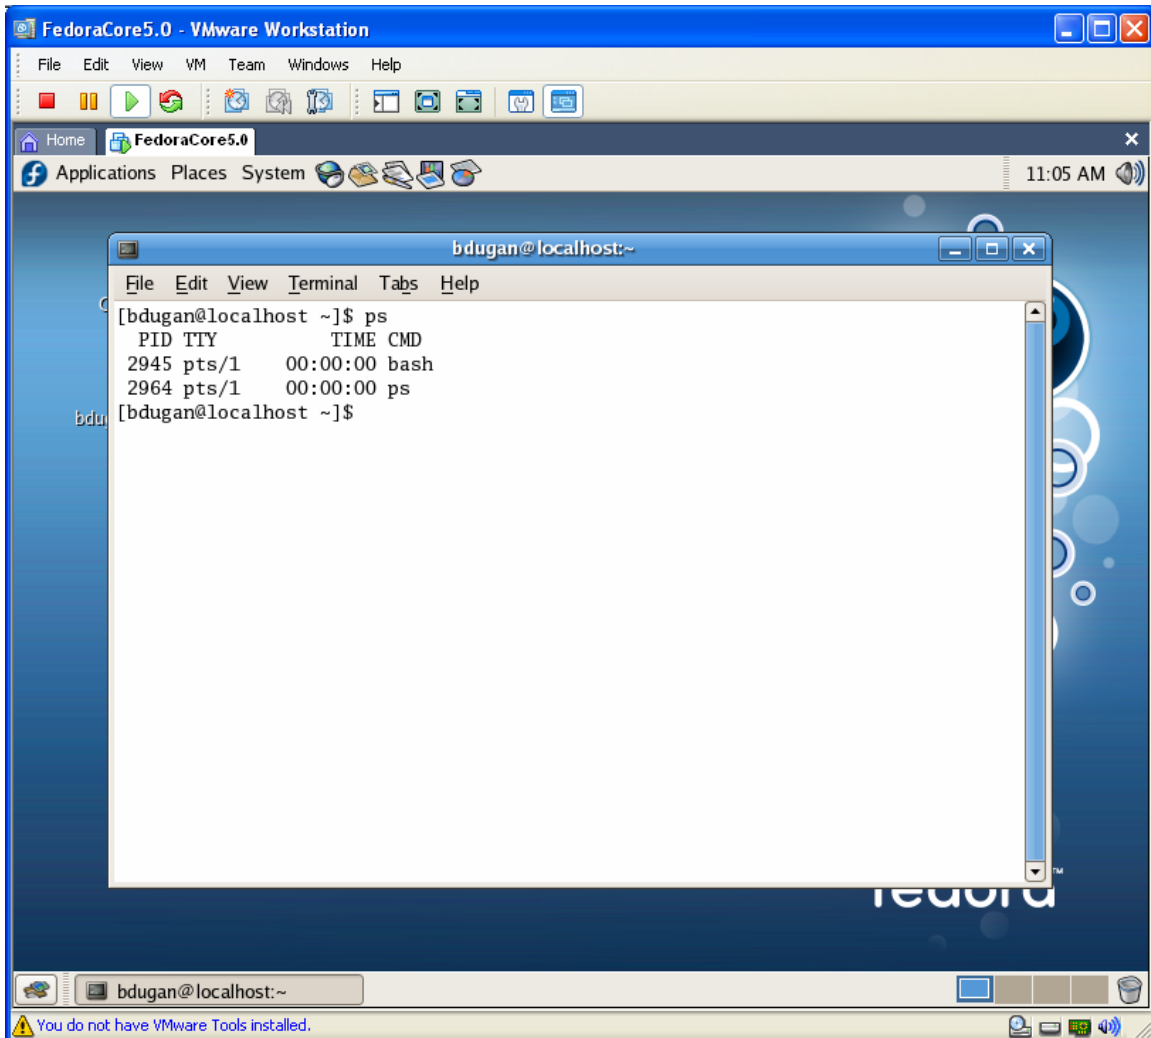 FedoraCore5.0 - VMware Workstation
File Edit View VM Team Windows Help
Home FedoraCore5.0
Applications Places System 11:05 AM
bdugan@localhost:~
File Edit View Terminal Tabs Help
[bdugan@localhost ~]$ ps
PID TTY TIME CMD
2945 pts/1 00:00:00 bash
2964 pts/1 00:00:00 ps
[bdugan@localhost ~]$
fedora™
bdugan@localhost:~
You do not have VMware Tools installed.